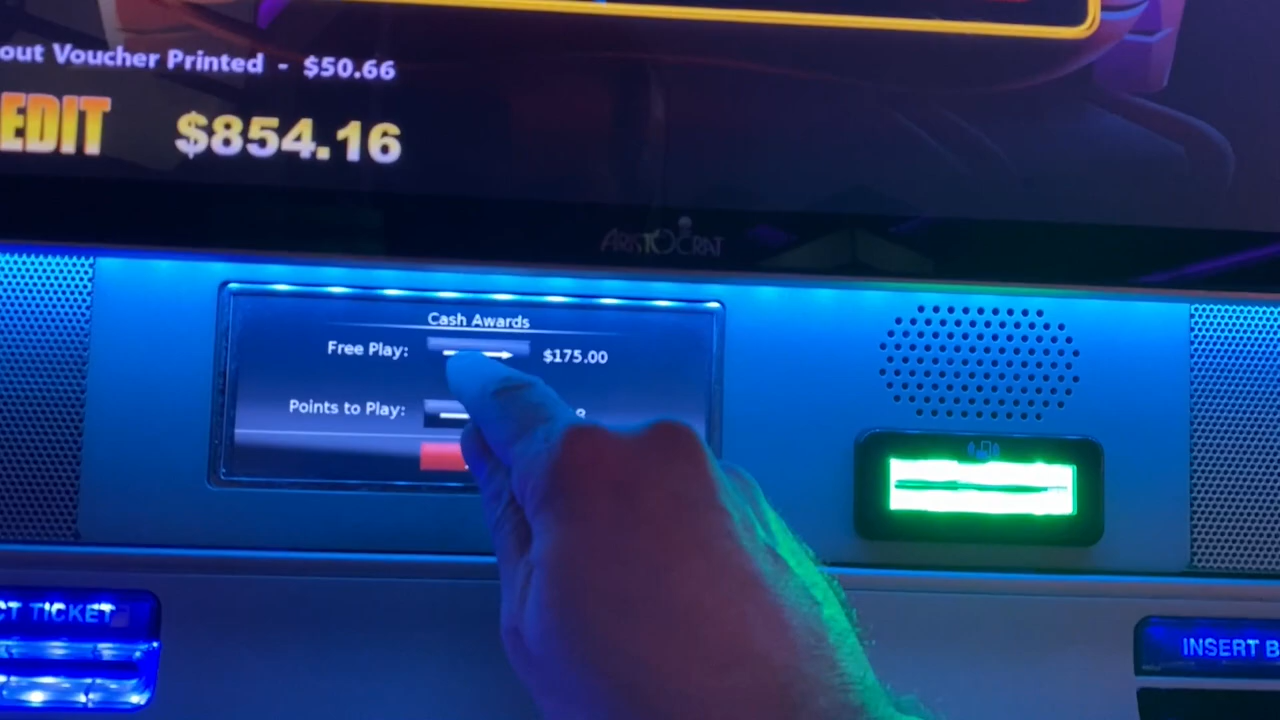 out Voucher Printed - $50.66
EDIT $854.16
ARISTOCRAT
Cash Awards
Free Play: $175.00
Points to Play: 8
CT TICKET
INSERT B